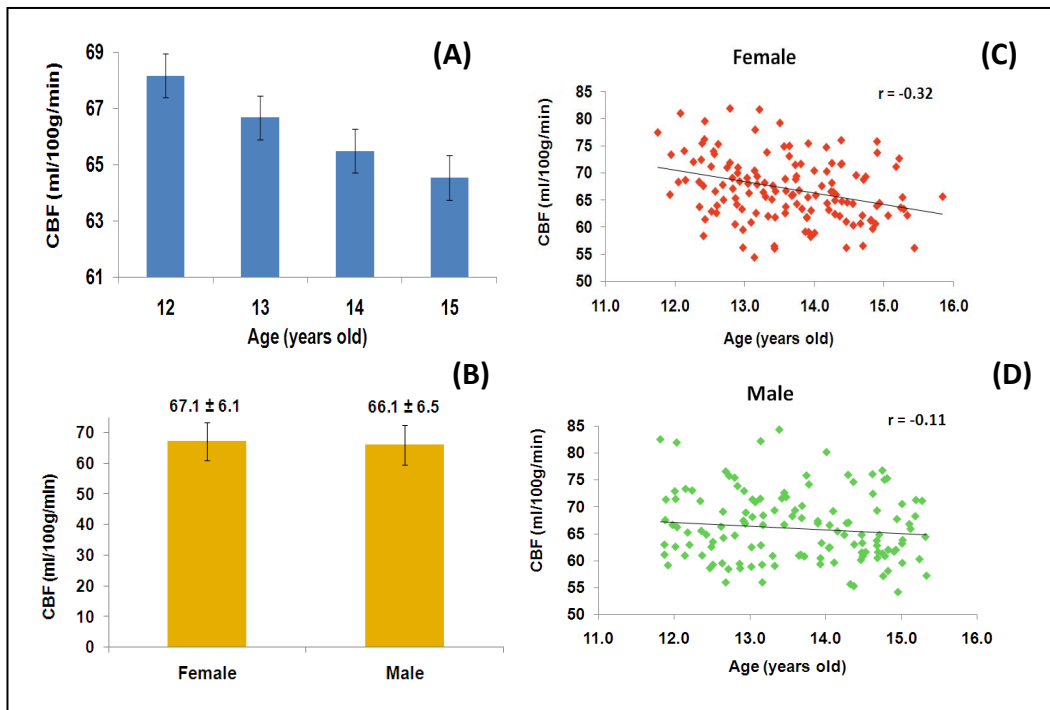 (A)
CBF (ml/100g/min)
69
67
65
63
61
12 13 14 15
Age (years old)
(B)
67.1 ± 6.1 66.1 ± 6.5
CBF (ml/100g/min)
70
60
50
40
30
20
10
0
Female Male
(C)
Female
r = -0.32
CBF (ml/100g/min)
85
80
75
70
65
60
55
50
11.0 12.0 13.0 14.0 15.0 16.0
Age (years old)
(D)
Male
r = -0.11
CBF (ml/100g/min)
85
80
75
70
65
60
55
50
11.0 12.0 13.0 14.0 15.0 16.0
Age (years old)